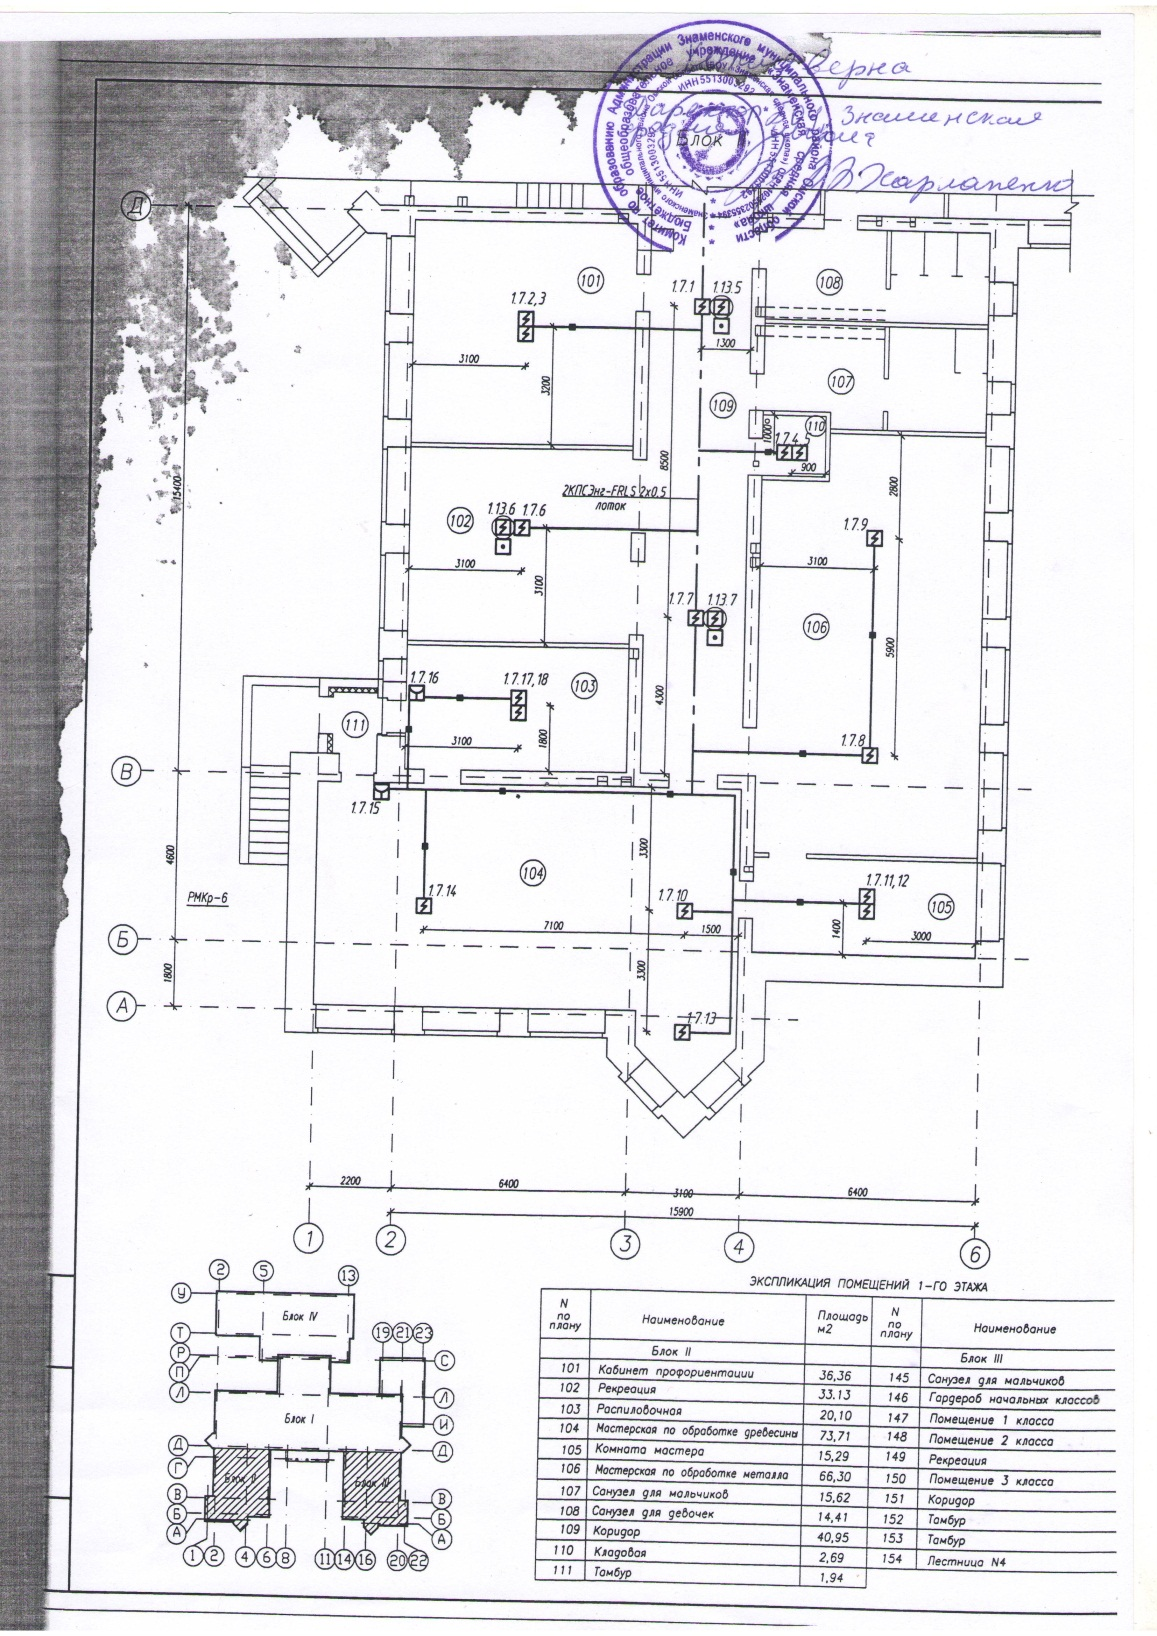 верна
Знаменская
Харлапенко
Блок I
Д
101
108
1.7.2,3
1.7.1
1.13.5
3100
1300
3200
107
109
110
1000
1.7.4,5
900
8500
15400
2800
2КПСЭнг-FRLS 2х0,5
лоток
102
1.13.6
1.7.6
1.7.9
3100
3100
3100
1.7.7
1.13.7
106
5900
1.7.16
1.7.17,18
103
4300
111
1800
3100
1.7.8
В
1.7.15
4600
3300
104
1.7.14
1.7.10
1.7.11,12
105
РМКр-6
7100
1500
1400
3000
Б
1800
3300
А
1.7.13
2200
6400
3100
6400
15900
1
2
3
4
6
2
5
13
У
Блок IV
Т
19
21
23
Р
П
С
Л
Л
Блок I
И
Д
Д
Г
Блок II
Блок III
В
В
Б
Б
А
А
1
2
4
6
8
11
14
16
20
22
ЭКСПЛИКАЦИЯ ПОМЕЩЕНИЙ 1-ГО ЭТАЖА
N по плану Наименование Площадь м2 N по плану Наименование
Блок II Блок III
101 Кабинет профориентации 36,36 145 Санузел для мальчиков
102 Рекреация 33.13 146 Гардероб начальных классов
103 Распиловочная 20,10 147 Помещение 1 класса
104 Мастерская по обработке древесины 73,71 148 Помещение 2 класса
105 Комната мастера 15,29 149 Рекреация
106 Мастерская по обработке металла 66,30 150 Помещение 3 класса
107 Санузел для мальчиков 15,62 151 Коридор
108 Санузел для девочек 14,41 152 Тамбур
109 Коридор 40,95 153 Тамбур
110 Кладовая 2,69 154 Лестница N4
111 Тамбур 1,94